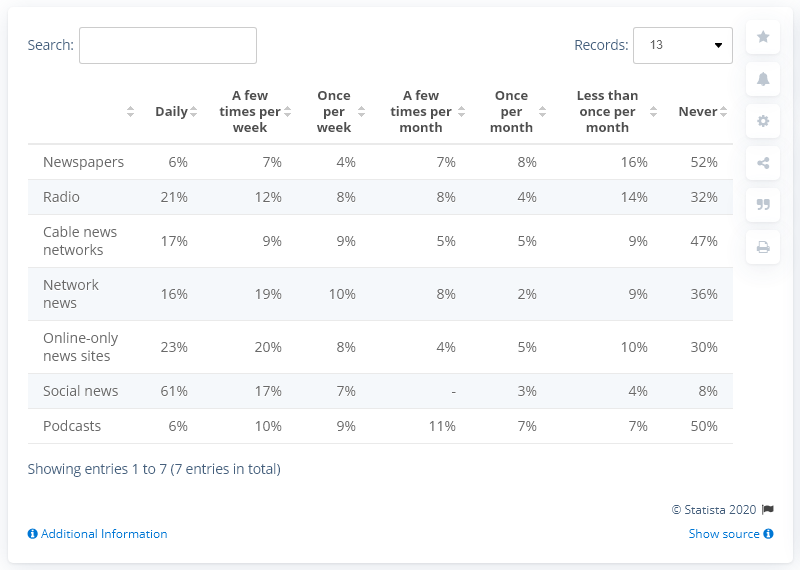 Search:
Records: 13
Daily A few times per week Once per week A few times per month Once per month Less than once per month Never
Newspapers 6% 7% 4% 7% 8% 16% 52%
Radio 21% 12% 8% 8% 4% 14% 32%
Cable news networks 17% 9% 9% 5% 5% 9% 47%
Network news 16% 19% 10% 8% 2% 9% 36%
Online-only news sites 23% 20% 8% 4% 5% 10% 30%
Social news 61% 17% 7% - 3% 4% 8%
Podcasts 6% 10% 9% 11% 7% 7% 50%
Showing entries 1 to 7 (7 entries in total)
© Statista 2020
Additional Information
Show source